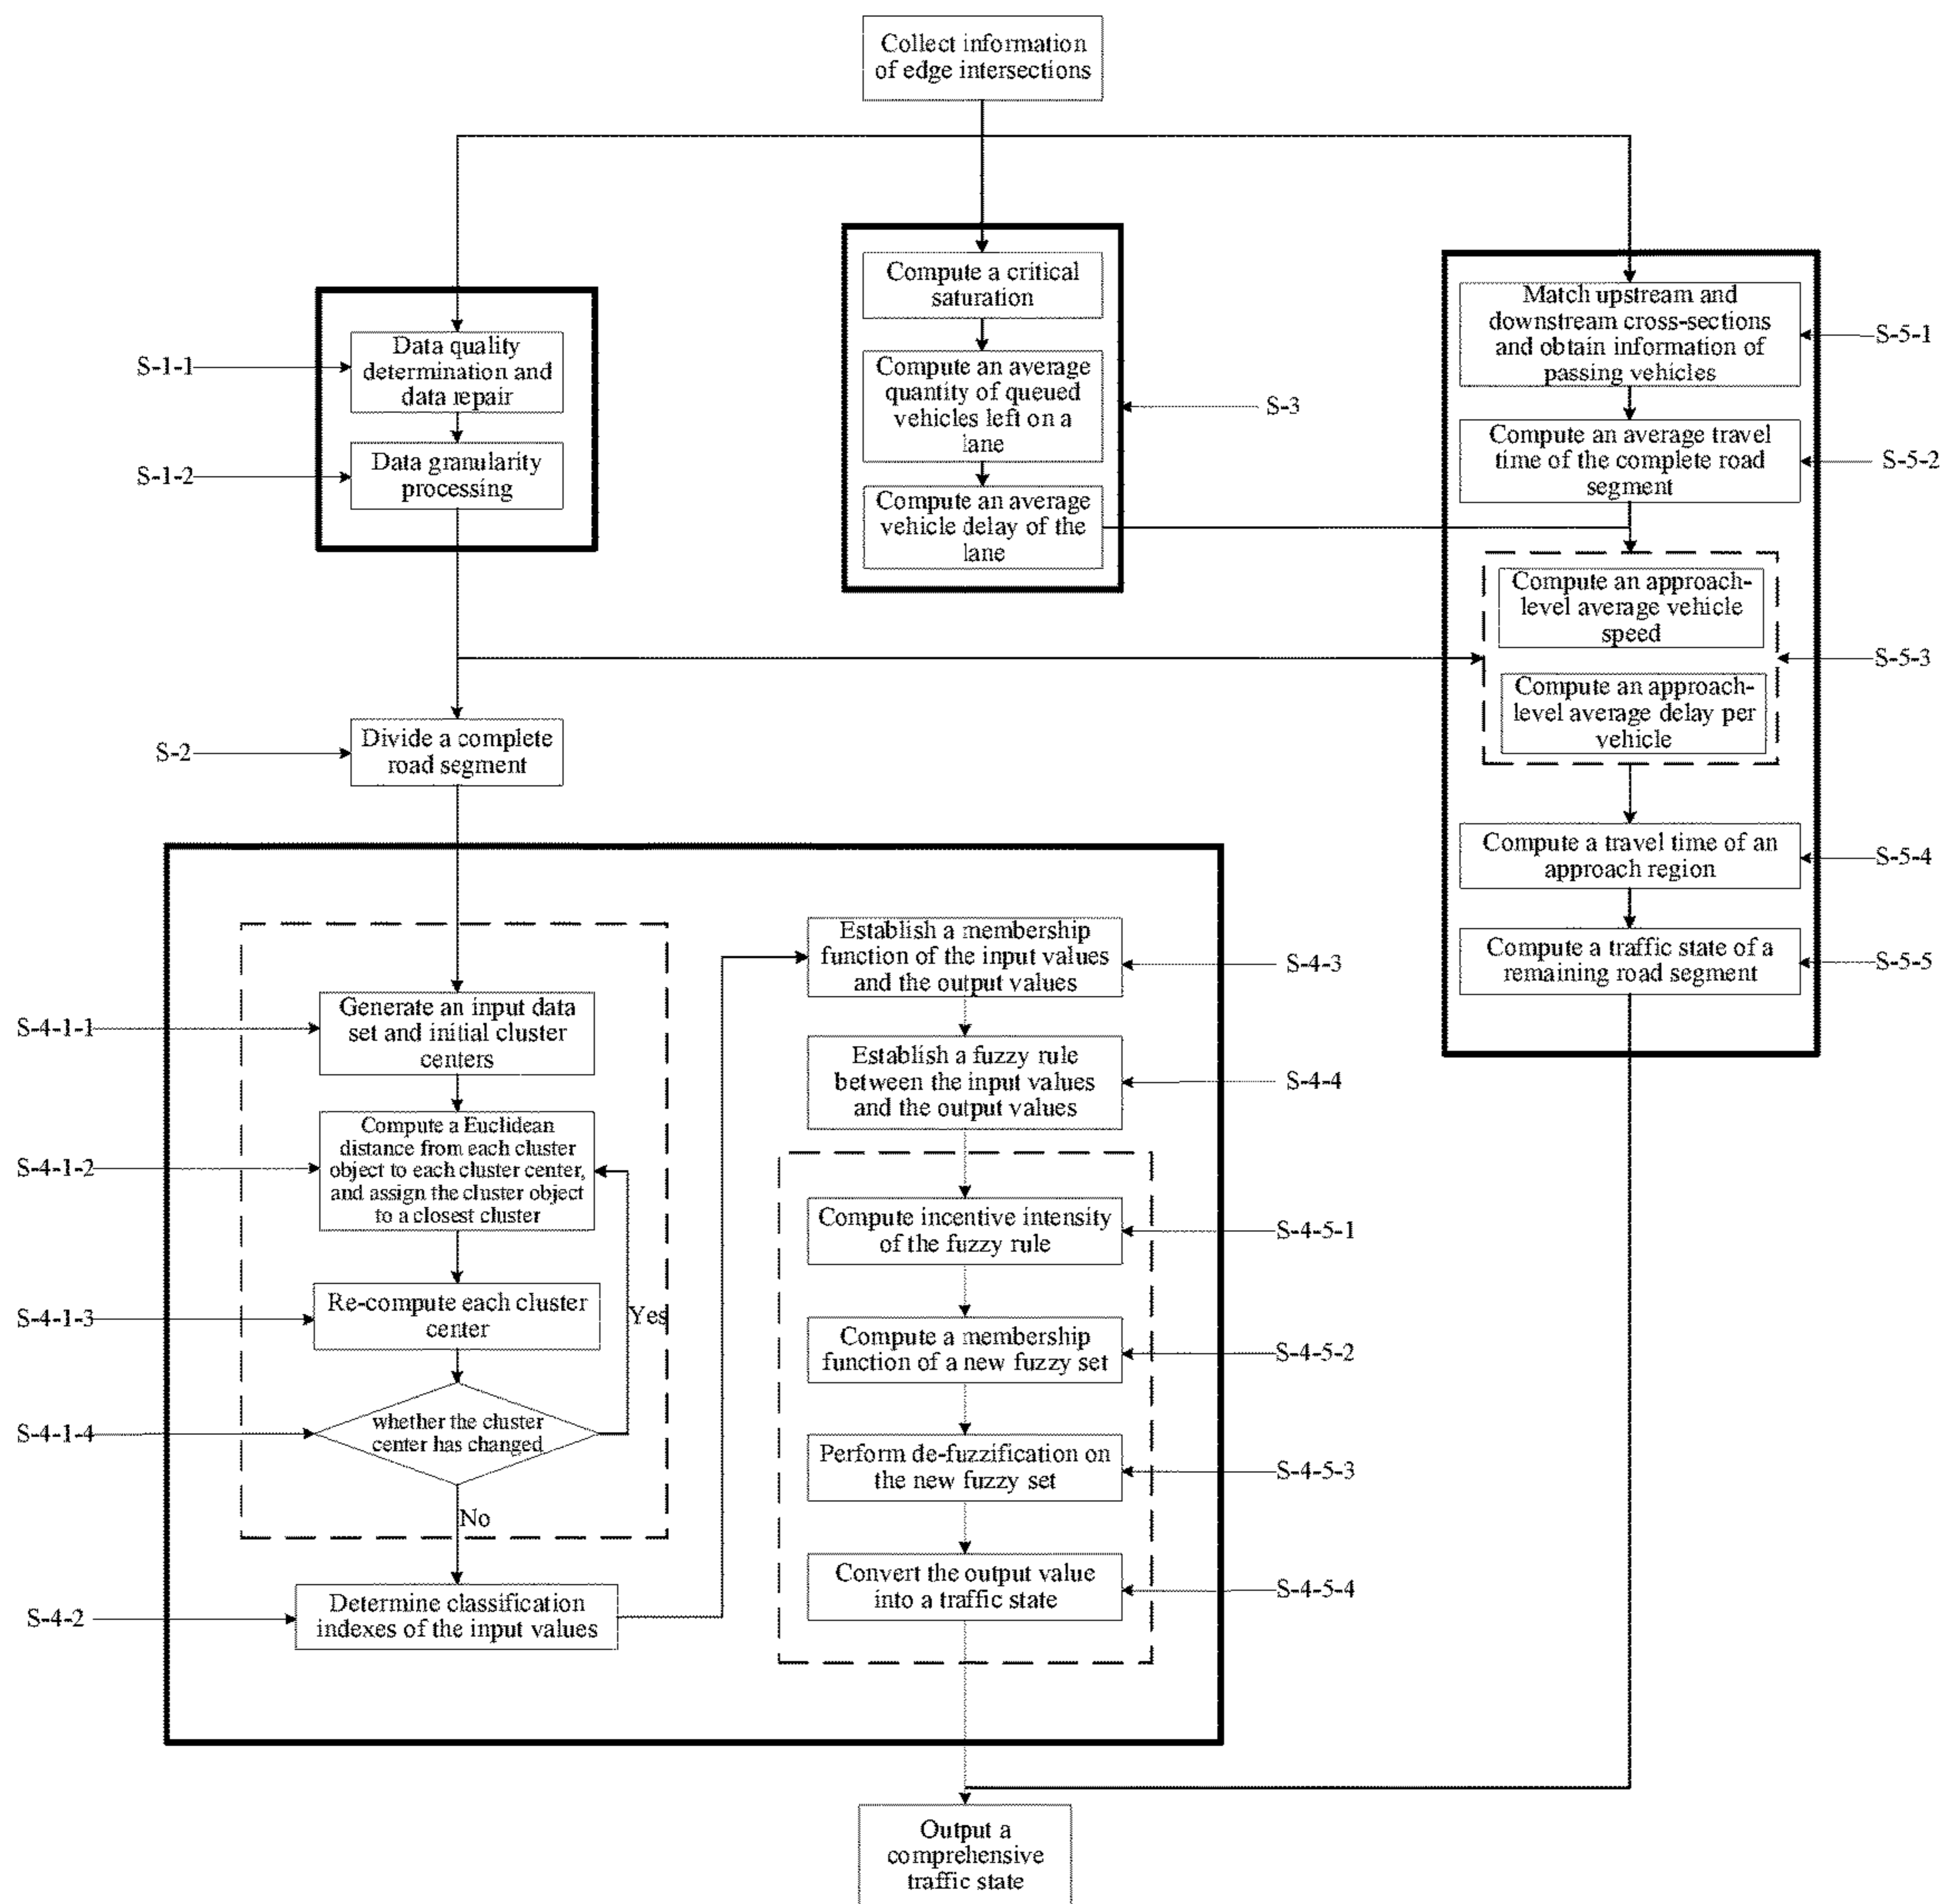 Collect information
of edge intersections
S-1-1
Data quality
determination and
data repair
S-1-2
Data granularity
processing
Compute a critical
saturation
Compute an average
quantity of queued
vehicles left on a
lane
S-3
Compute an average
vehicle delay of the
lane
Match upstream and
downstream cross-sections
and obtain information of
passing vehicles
S-5-1
Compute an average travel
time of the complete road
segment
S-5-2
Compute an approach-
level average vehicle
speed
S-5-3
Compute an approach-
level average delay per
vehicle
Compute a travel time of an
approach region
S-5-4
Compute a traffic state of a
remaining road segment
S-5-5
S-2
Divide a complete
road segment
S-4-1-1
Generate an input data
set and initial cluster
centers
S-4-1-2
Compute a Euclidean
distance from each cluster
object to each cluster center,
and assign the cluster object
to a closest cluster
S-4-1-3
Re-compute each cluster
center
Yes
S-4-1-4
whether the cluster
center has changed
No
S-4-2
Determine classification
indexes of the input values
Establish a membership
function of the input values
and the output values
S-4-3
Establish a fuzzy rule
between the input values
and the output values
S-4-4
Compute incentive intensity
of the fuzzy rule
S-4-5-1
Compute a membership
function of a new fuzzy set
S-4-5-2
Perform de-fuzzification on
the new fuzzy set
S-4-5-3
Convert the output value
into a traffic state
S-4-5-4
Output a
comprehensive
traffic state